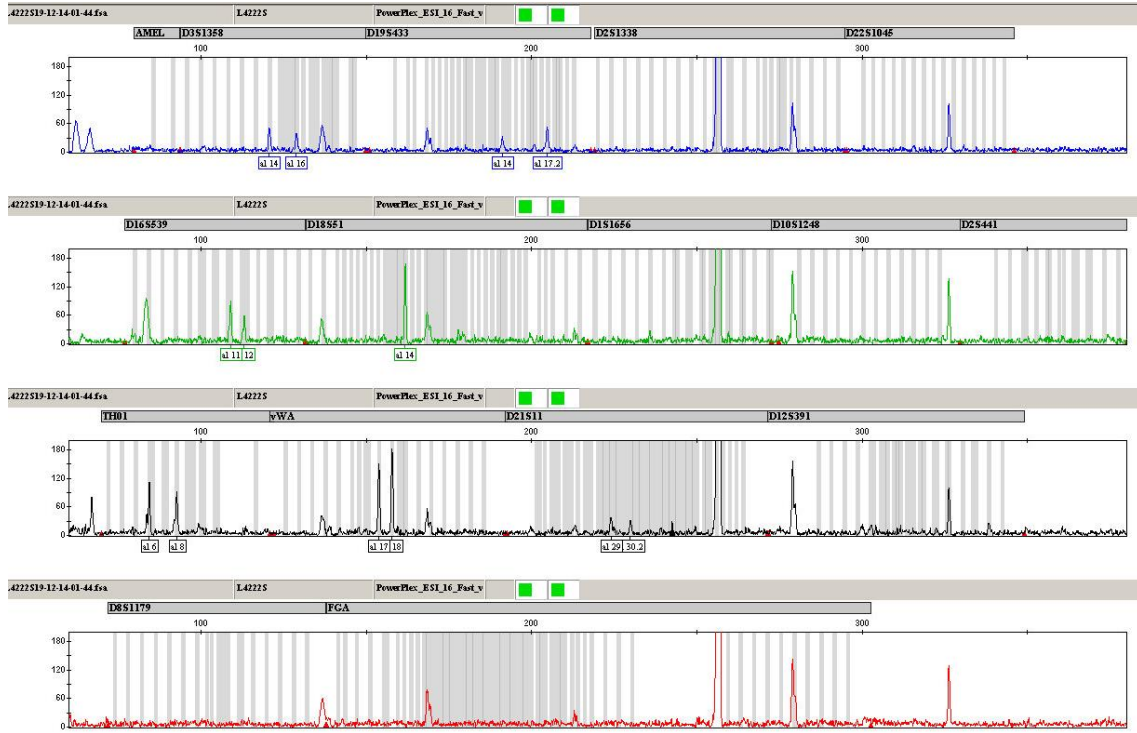 .4222S19-12-14-01-44.fsa L4222S PowerPlex_ESI_16_Fast_v
AMEL D3S1358 D19S433 D2S1338 D22S1045
100 200 300
180
120
60
0
al 14 al 16 al 14 al 17.2
.4222S19-12-14-01-44.fsa L4222S PowerPlex_ESI_16_Fast_v
D16S539 D18S51 D1S1656 D10S1248 D2S441
100 200 300
180
120
60
0
al 11 12 al 14
.4222S19-12-14-01-44.fsa L4222S PowerPlex_ESI_16_Fast_v
TH01 vWA D21S11 D12S391
100 200 300
180
120
60
0
al 6 al 8 al 17 18 al 29 30.2
.4222S19-12-14-01-44.fsa L4222S PowerPlex_ESI_16_Fast_v
D8S1179 FGA
100 200 300
180
120
60
0